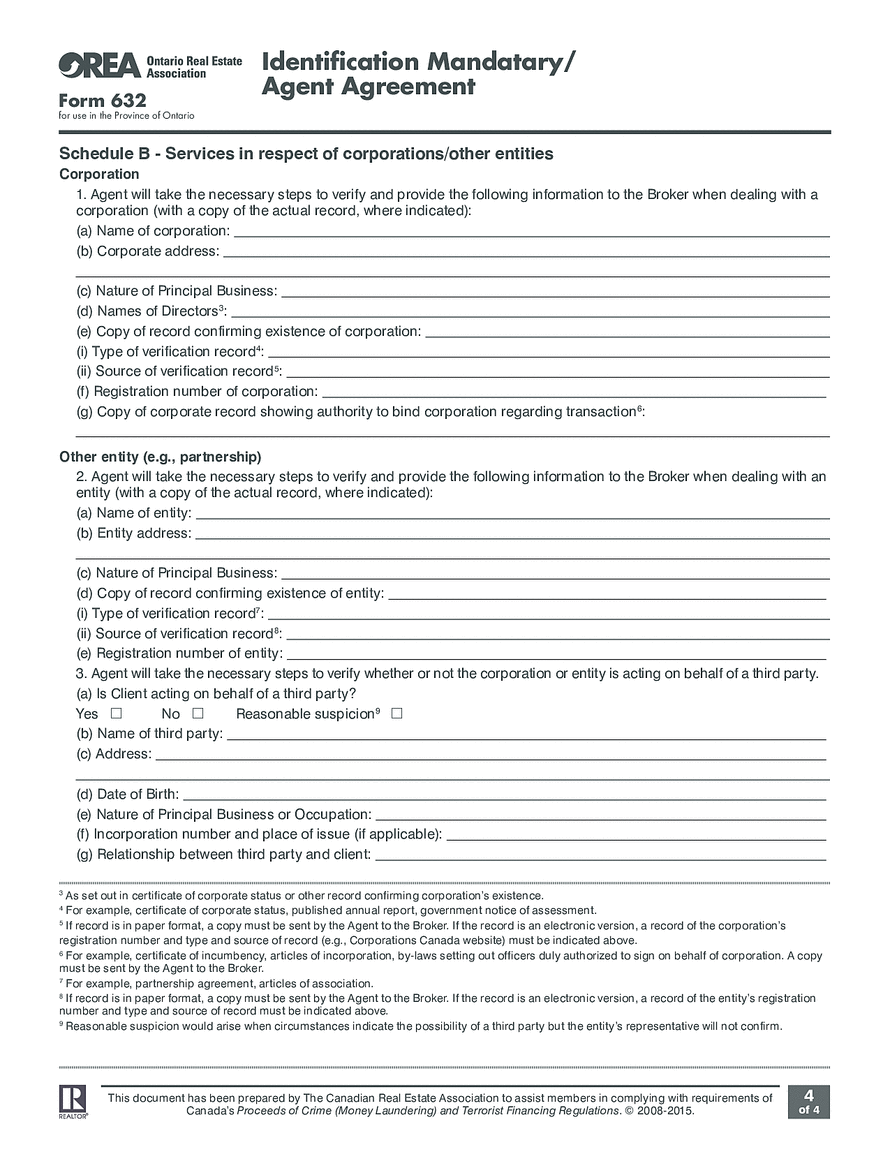 OREA Ontario Real Estate
Association
Identification Mandatary/
Agent Agreement
Form 632
for use in the Province of Ontario
Schedule B - Services in respect of corporations/other entities
Corporation
1. Agent will take the necessary steps to verify and provide the following information to the Broker when dealing with a
corporation (with a copy of the actual record, where indicated):
(a) Name of corporation:
(b) Corporate address:
(c) Nature of Principal Business:
(d) Names of Directors³:
(e) Copy of record confirming existence of corporation:
(i) Type of verification record⁴:
(ii) Source of verification record⁵:
(f) Registration number of corporation:
(g) Copy of corporate record showing authority to bind corporation regarding transaction⁶:
Other entity (e.g., partnership)
2. Agent will take the necessary steps to verify and provide the following information to the Broker when dealing with an
entity (with a copy of the actual record, where indicated):
(a) Name of entity:
(b) Entity address:
(c) Nature of Principal Business:
(d) Copy of record confirming existence of entity:
(i) Type of verification record⁷:
(ii) Source of verification record⁸:
(e) Registration number of entity:
3. Agent will take the necessary steps to verify whether or not the corporation or entity is acting on behalf of a third party.
(a) Is Client acting on behalf of a third party?
Yes ☐ No ☐ Reasonable suspicion⁹ ☐
(b) Name of third party:
(c) Address:
(d) Date of Birth:
(e) Nature of Principal Business or Occupation:
(f) Incorporation number and place of issue (if applicable):
(g) Relationship between third party and client:
³ As set out in certificate of corporate status or other record confirming corporation's existence.
⁴ For example, certificate of corporate status, published annual report, government notice of assessment.
⁵ If record is in paper format, a copy must be sent by the Agent to the Broker. If the record is an electronic version, a record of the corporation's
registration number and type and source of record (e.g., Corporations Canada website) must be indicated above.
⁶ For example, certificate of incumbency, articles of incorporation, by-laws setting out officers duly authorized to sign on behalf of corporation. A copy
must be sent by the Agent to the Broker.
⁷ For example, partnership agreement, articles of association.
⁸ If record is in paper format, a copy must be sent by the Agent to the Broker. If the record is an electronic version, a record of the entity's registration
number and type and source of record must be indicated above.
⁹ Reasonable suspicion would arise when circumstances indicate the possibility of a third party but the entity's representative will not confirm.
R
REALTOR®
This document has been prepared by The Canadian Real Estate Association to assist members in complying with requirements of
Canada's Proceeds of Crime (Money Laundering) and Terrorist Financing Regulations. © 2008-2015.
4
of 4